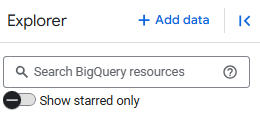 Explorer + Add data
Search BigQuery resources
Show starred only